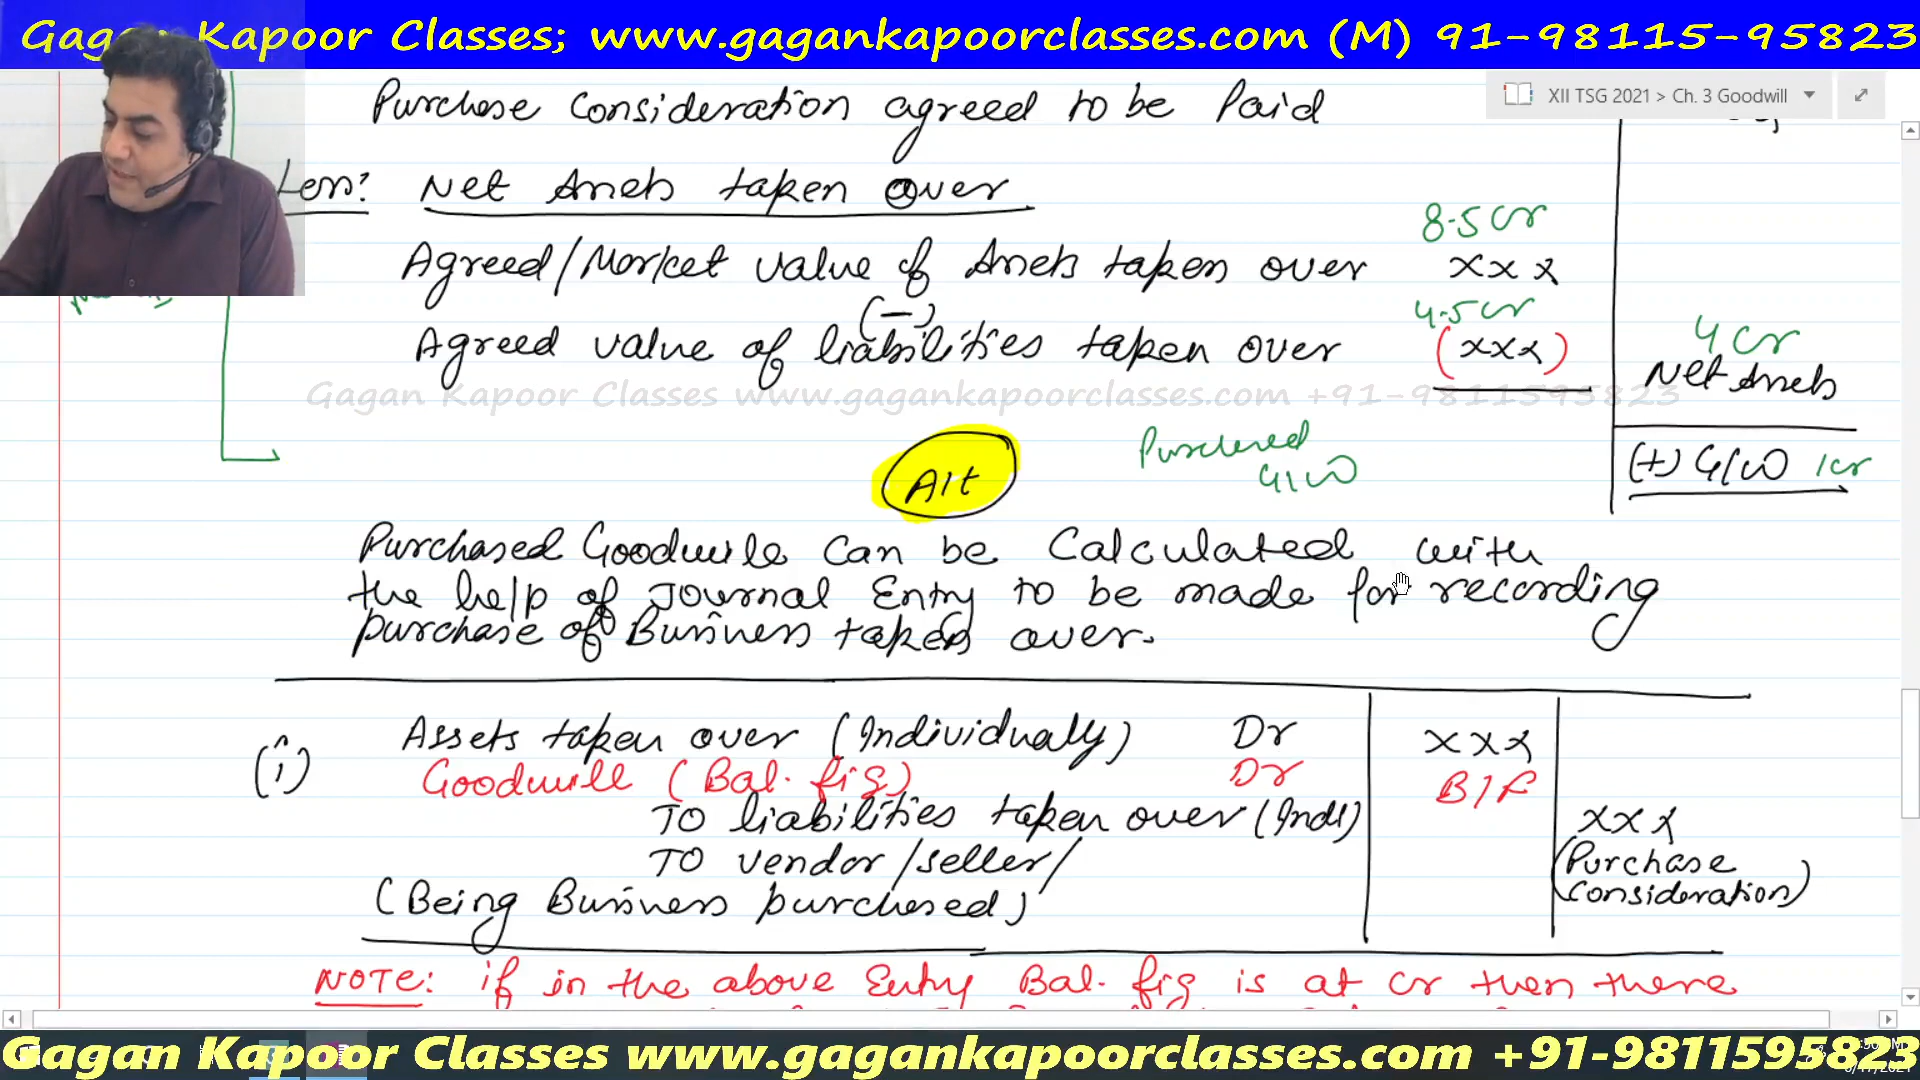 Gagan Kapoor Classes; www.gagankapoorclasses.com (M) 91-98115-95823
XII TSG 2021 > Ch. 3 Goodwill
Purchase Consideration agreed to be Paid
Less: Net Assets taken over
8.5 cr
Agreed/Market value of Assets taken over xxx
(-)
4.5 cr
Agreed value of liabilities taken over (xxx)
4 cr
Net Assets
Gagan Kapoor Classes www.gagankapoorclasses.com +91-9811595823
Purchased
G/W
(+) G/W 1cr
Alt
Purchased Goodwill can be Calculated with
the help of Journal Entry to be made for recording
purchase of Business taken over.
(i) Assets taken over (Individually) Dr xxx
Goodwill (Bal. fig) Dr B/F
To liabilities taken over (Indl) xxx
To vendor/seller/ (Purchase
Consideration)
(Being Business purchased)
NOTE: if in the above Entry Bal. fig is at cr then there
Gagan Kapoor Classes www.gagankapoorclasses.com +91-9811595823